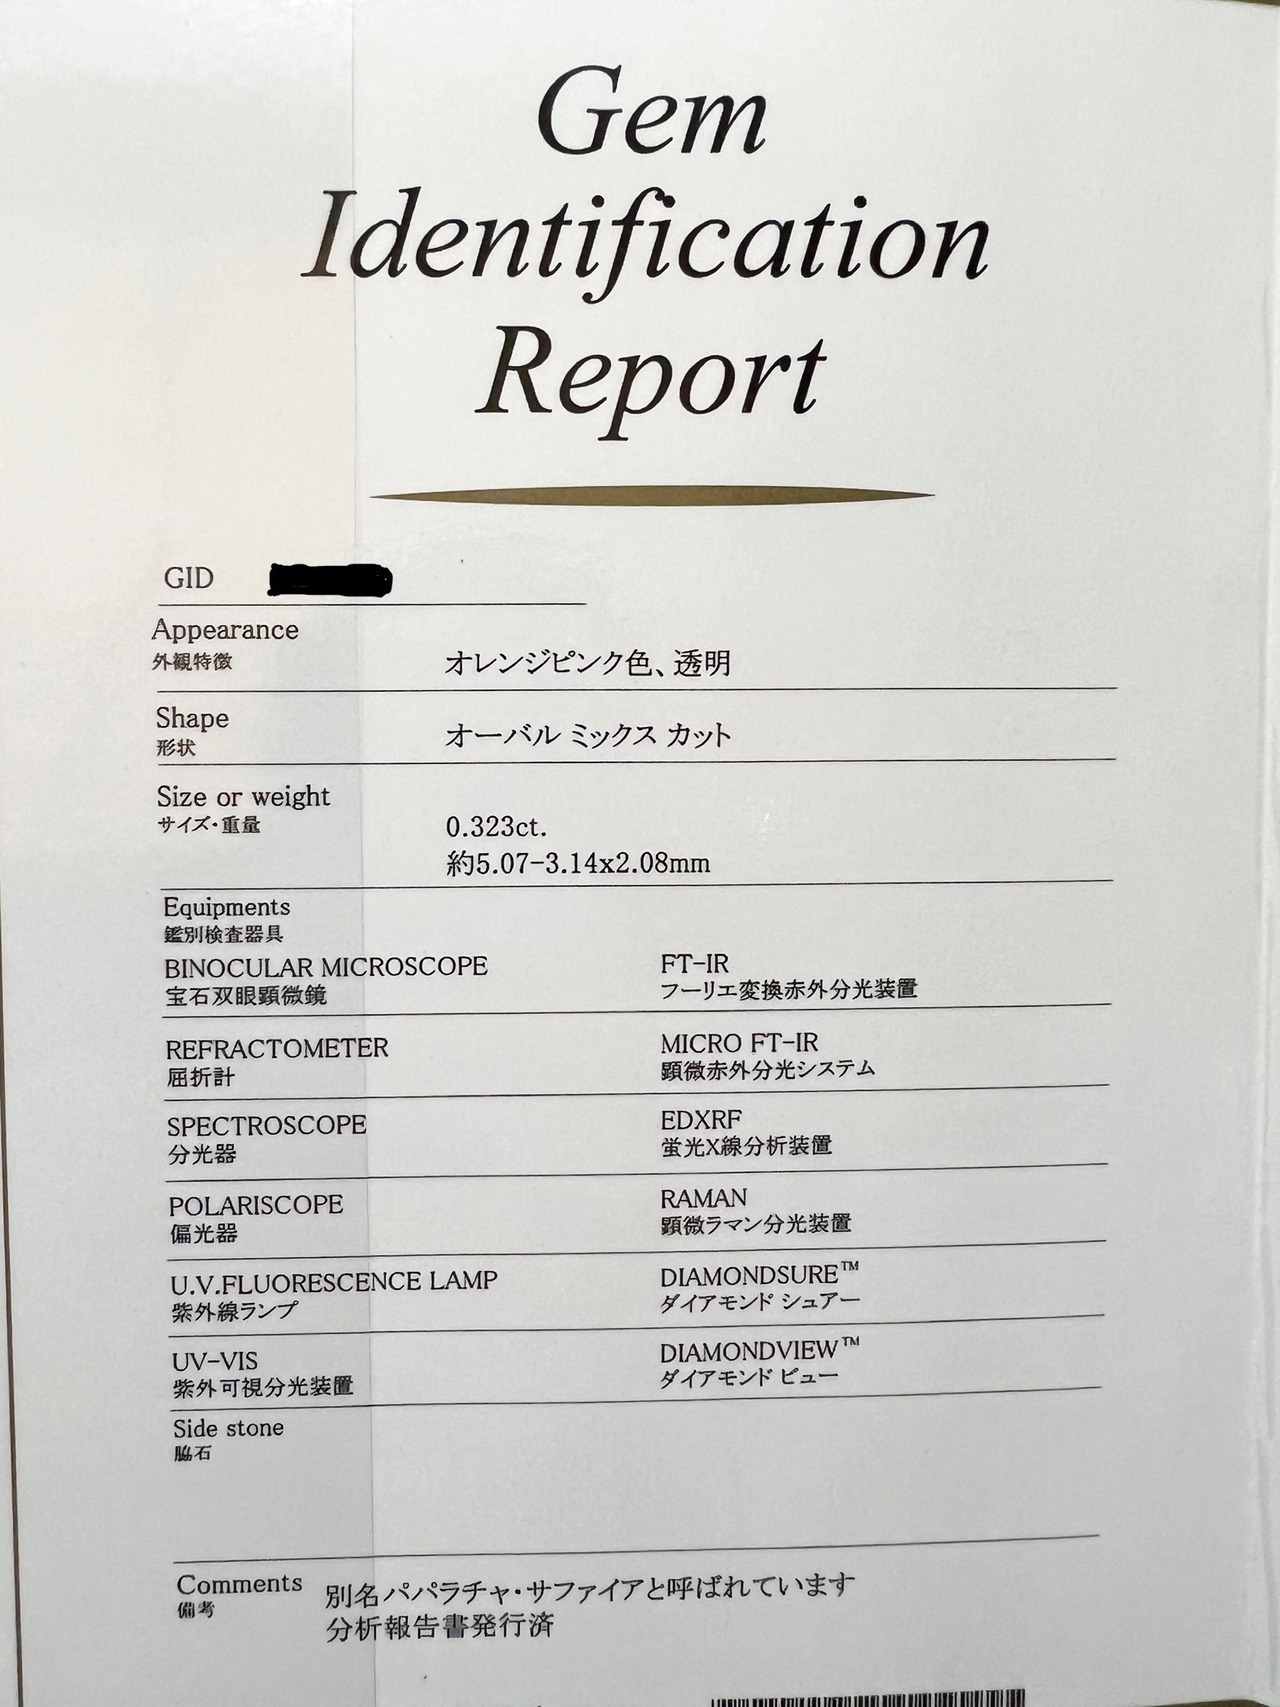 Gem
Identification
Report
GID
Appearance
外観特徴
オレンジピンク色、透明
Shape
形状
オーバル ミックス カット
Size or weight
サイズ・重量
0.323ct.
約5.07-3.14x2.08mm
Equipments
鑑別検査器具
BINOCULAR MICROSCOPE
宝石双眼顕微鏡
FT-IR
フーリエ変換赤外分光装置
REFRACTOMETER
屈折計
MICRO FT-IR
顕微赤外分光システム
SPECTROSCOPE
分光器
EDXRF
蛍光X線分析装置
POLARISCOPE
偏光器
RAMAN
顕微ラマン分光装置
U.V.FLUORESCENCE LAMP
紫外線ランプ
DIAMONDSURE™
ダイアモンド シュアー
UV-VIS
紫外可視分光装置
DIAMONDVIEW™
ダイアモンド ビュー
Side stone
脇石
Comments
備考
別名パパラチャ・サファイアと呼ばれています
分析報告書発行済